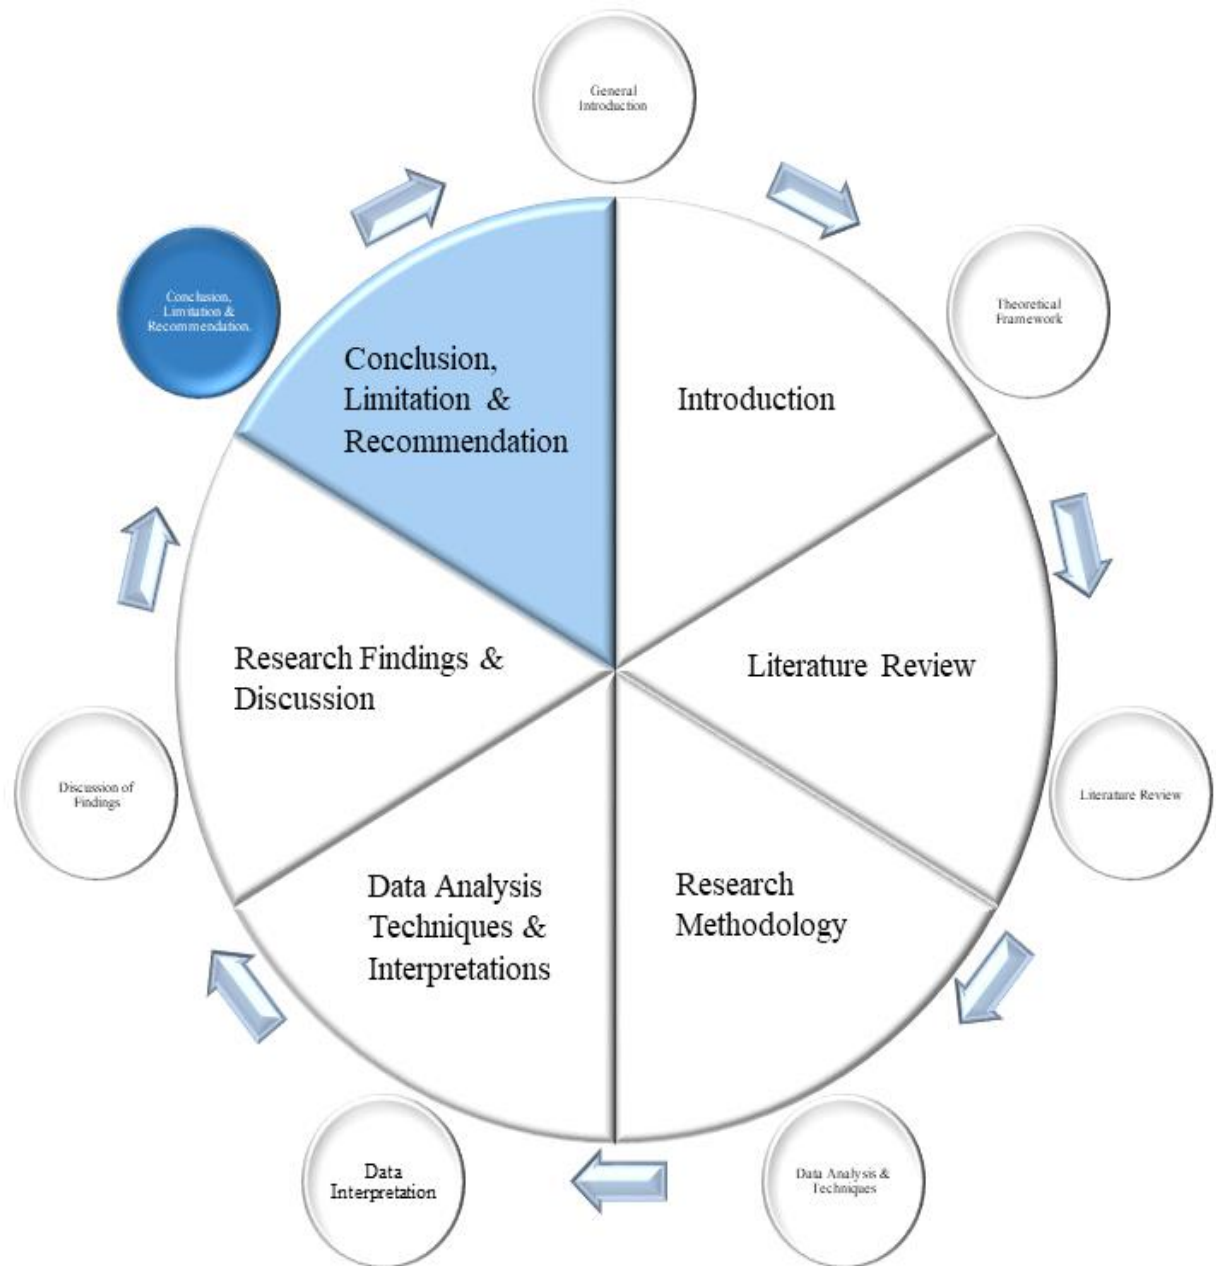 General
Introduction
Theoretical
Framework
Literature Review
Data Analysis &
Techniques
Data
Interpretation
Discussion of
Findings
Conclusion,
Limitation &
Recommendation.
Introduction
Literature Review
Research
Methodology
Data Analysis
Techniques &
Interpretations
Research Findings &
Discussion
Conclusion,
Limitation &
Recommendation